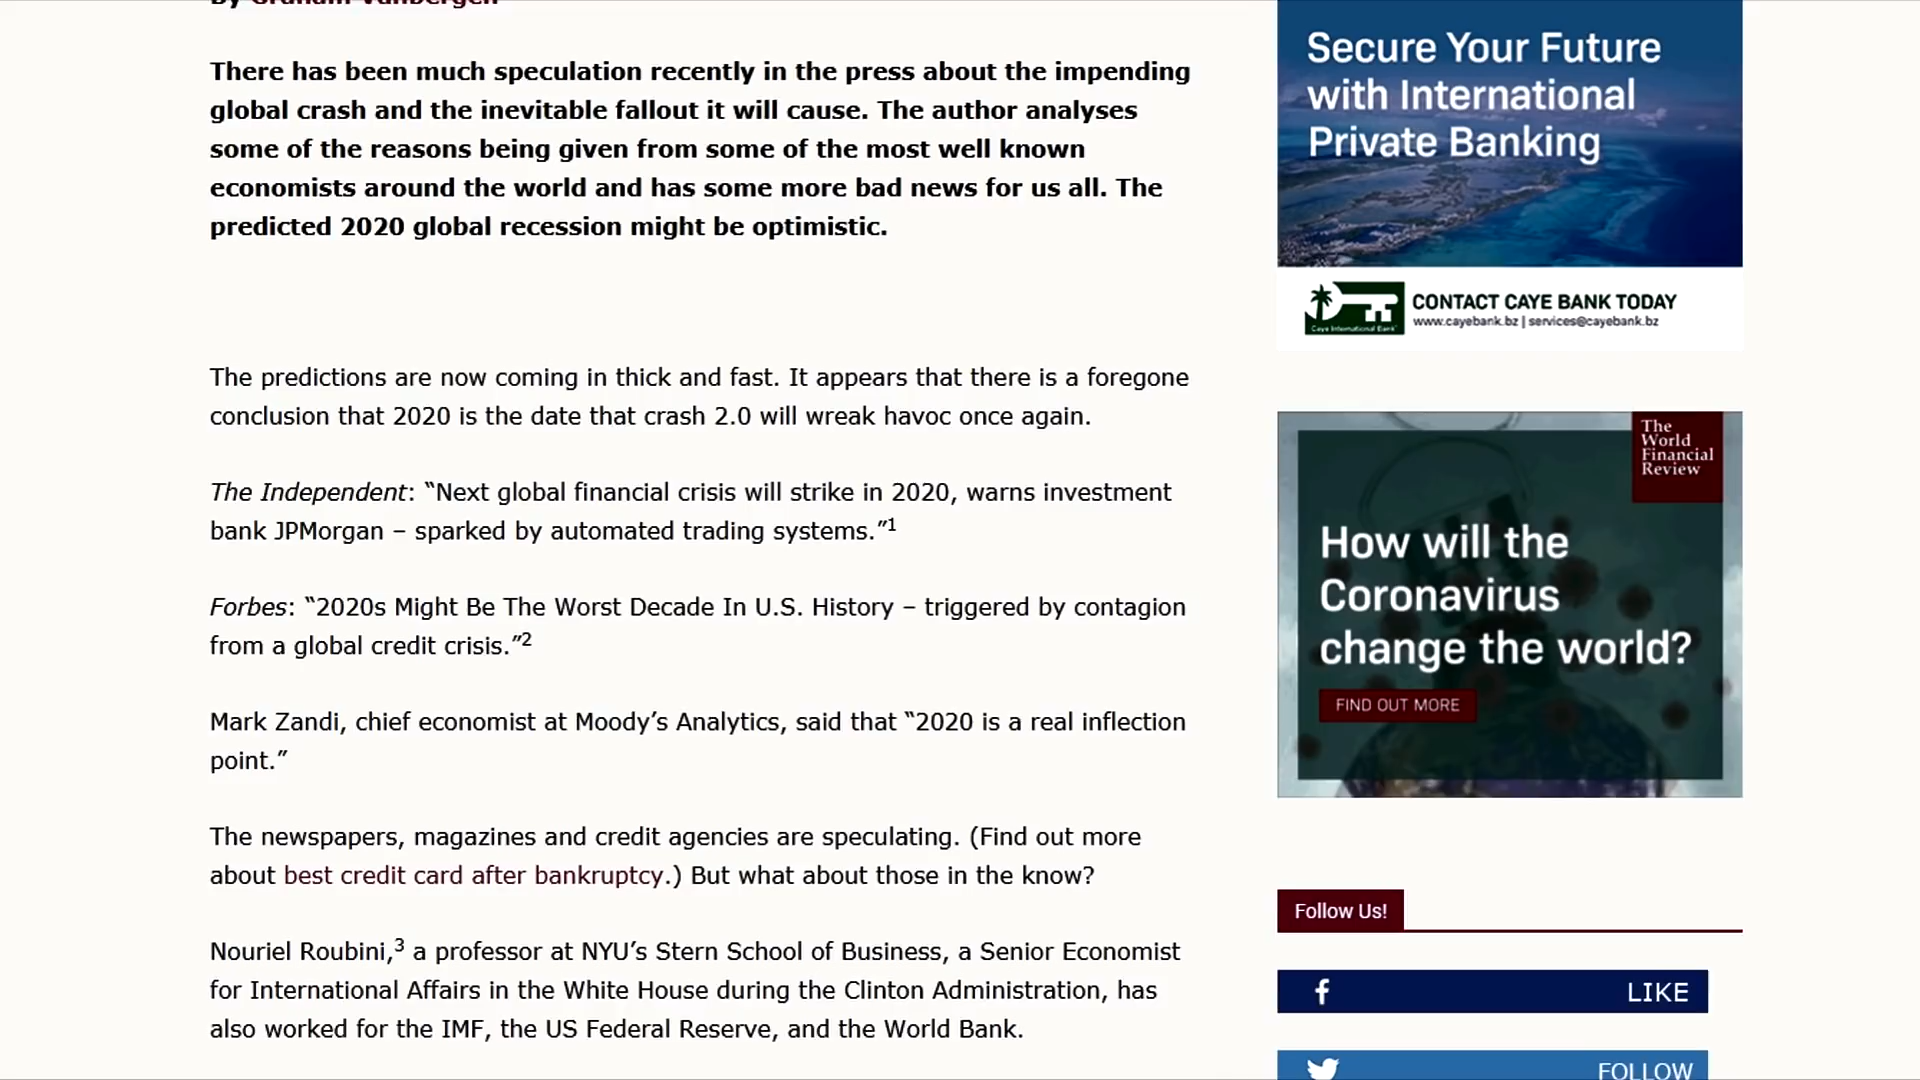 By Graham Vanbergen
There has been much speculation recently in the press about the impending
global crash and the inevitable fallout it will cause. The author analyses
some of the reasons being given from some of the most well known
economists around the world and has some more bad news for us all. The
predicted 2020 global recession might be optimistic.
The predictions are now coming in thick and fast. It appears that there is a foregone
conclusion that 2020 is the date that crash 2.0 will wreak havoc once again.
The Independent: “Next global financial crisis will strike in 2020, warns investment
bank JPMorgan – sparked by automated trading systems.”1
Forbes: “2020s Might Be The Worst Decade In U.S. History – triggered by contagion
from a global credit crisis.”2
Mark Zandi, chief economist at Moody’s Analytics, said that “2020 is a real inflection
point.”
The newspapers, magazines and credit agencies are speculating. (Find out more
about best credit card after bankruptcy.) But what about those in the know?
Nouriel Roubini,3 a professor at NYU’s Stern School of Business, a Senior Economist
for International Affairs in the White House during the Clinton Administration, has
also worked for the IMF, the US Federal Reserve, and the World Bank.
Secure Your Future
with International
Private Banking
Caye International Bank
CONTACT CAYE BANK TODAY
www.cayebank.bz | services@cayebank.bz
The
World
Financial
Review
How will the
Coronavirus
change the world?
FIND OUT MORE
Follow Us!
LIKE
FOLLOW